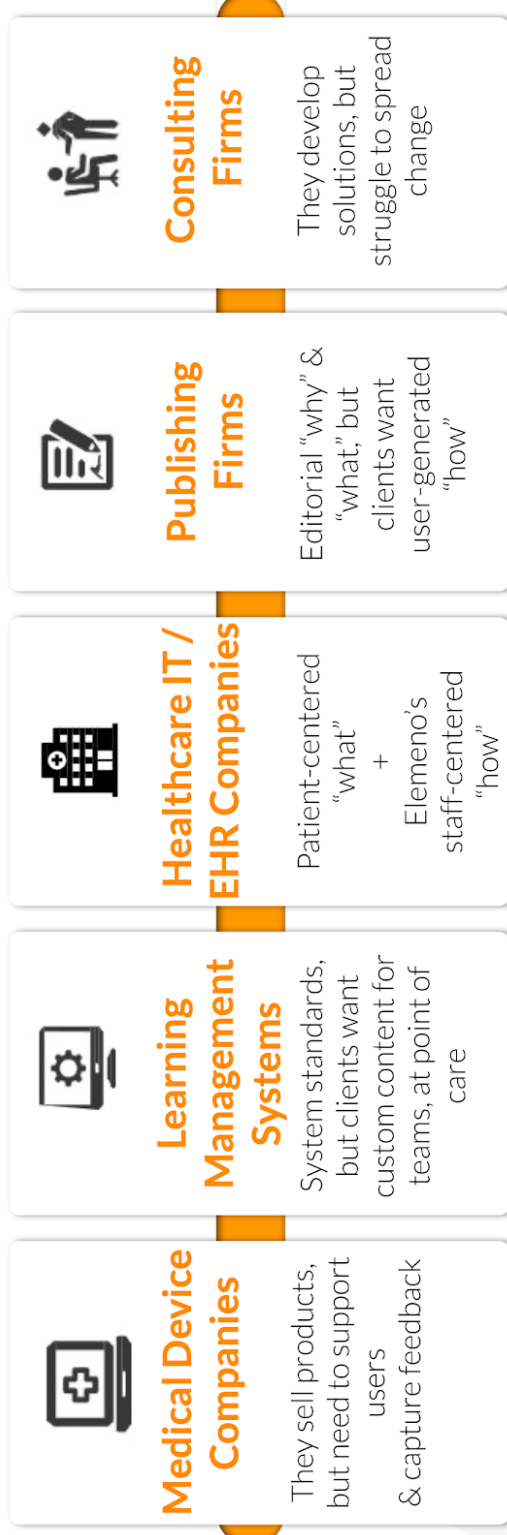 Medical Device
Companies
They sell products,
but need to support
users
& capture feedback
Learning
Management
Systems
System standards,
but clients want
custom content for
teams, at point of
care
Healthcare IT /
EHR Companies
Patient-centered
“what”
+
Elemeno’s
staff-centered
“how”
Publishing
Firms
Editorial “why” &
“what,” but
clients want
user-generated
“how”
Consulting
Firms
They develop
solutions, but
struggle to spread
change